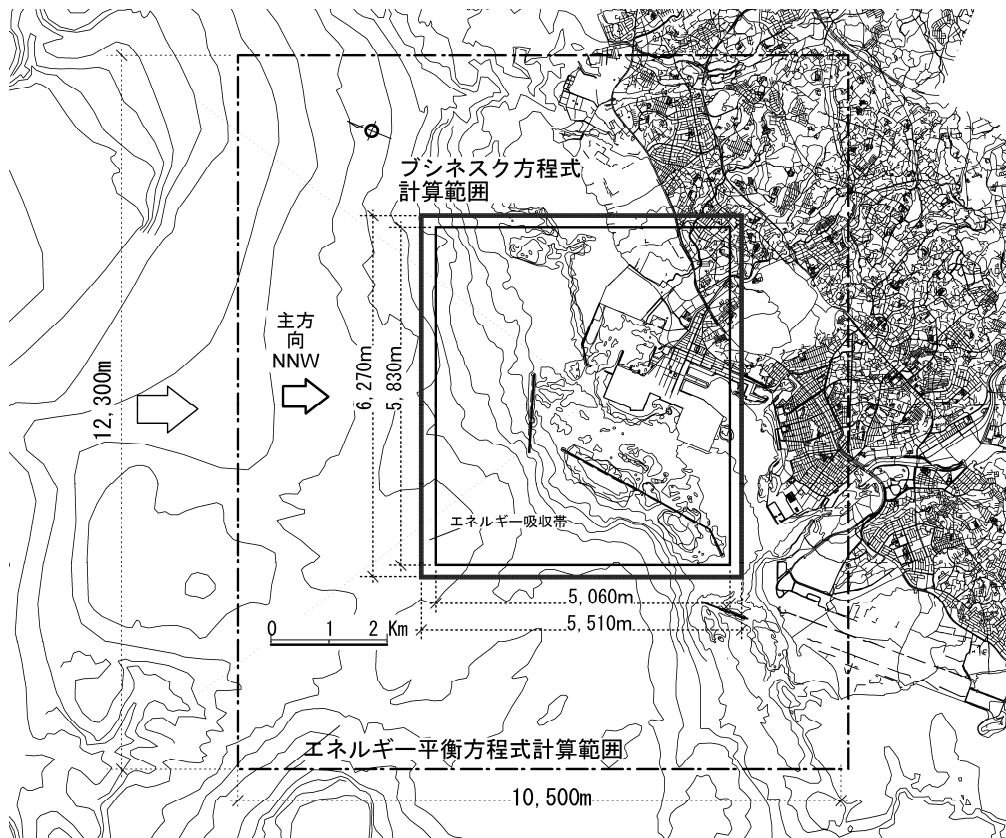 ブシネスク方程式
計算範囲
主方
向
NNW
12,300m
6,270m
5,830m
エネルギー吸収帯
5,060m
5,510m
0 1 2 Km
エネルギー平衡方程式計算範囲
10,500m